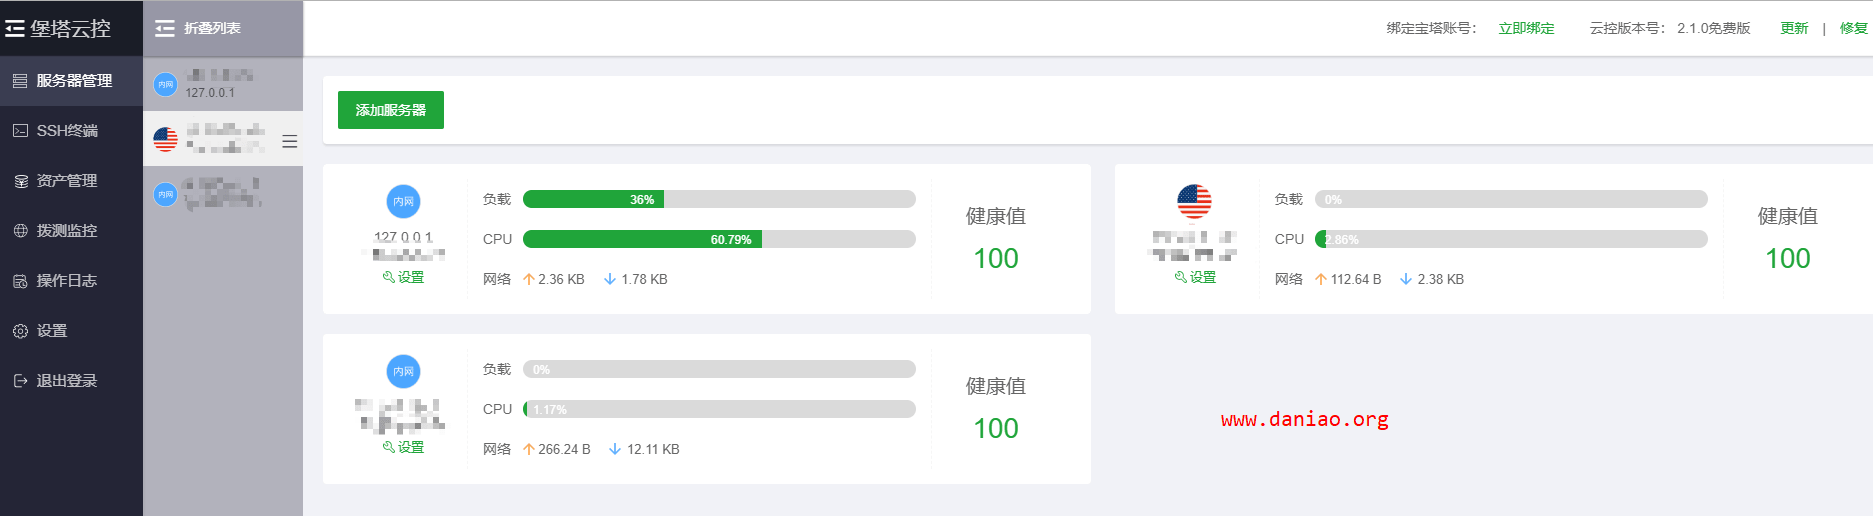 堡塔云控
折叠列表
绑定宝塔账号： 立即绑定 云控版本号： 2.1.0免费版 更新 | 修复
服务器管理
SSH终端
资产管理
拨测监控
操作日志
设置
退出登录
内网
127.0.0.1
内网
添加服务器
内网
127.0.0.1
设置
负载 36%
CPU 60.79%
网络 2.36 KB 1.78 KB
健康值
100
设置
负载 0%
CPU 2.86%
网络 112.64 B 2.38 KB
健康值
100
内网
设置
负载 0%
CPU 1.17%
网络 266.24 B 12.11 KB
健康值
100
www.daniao.org